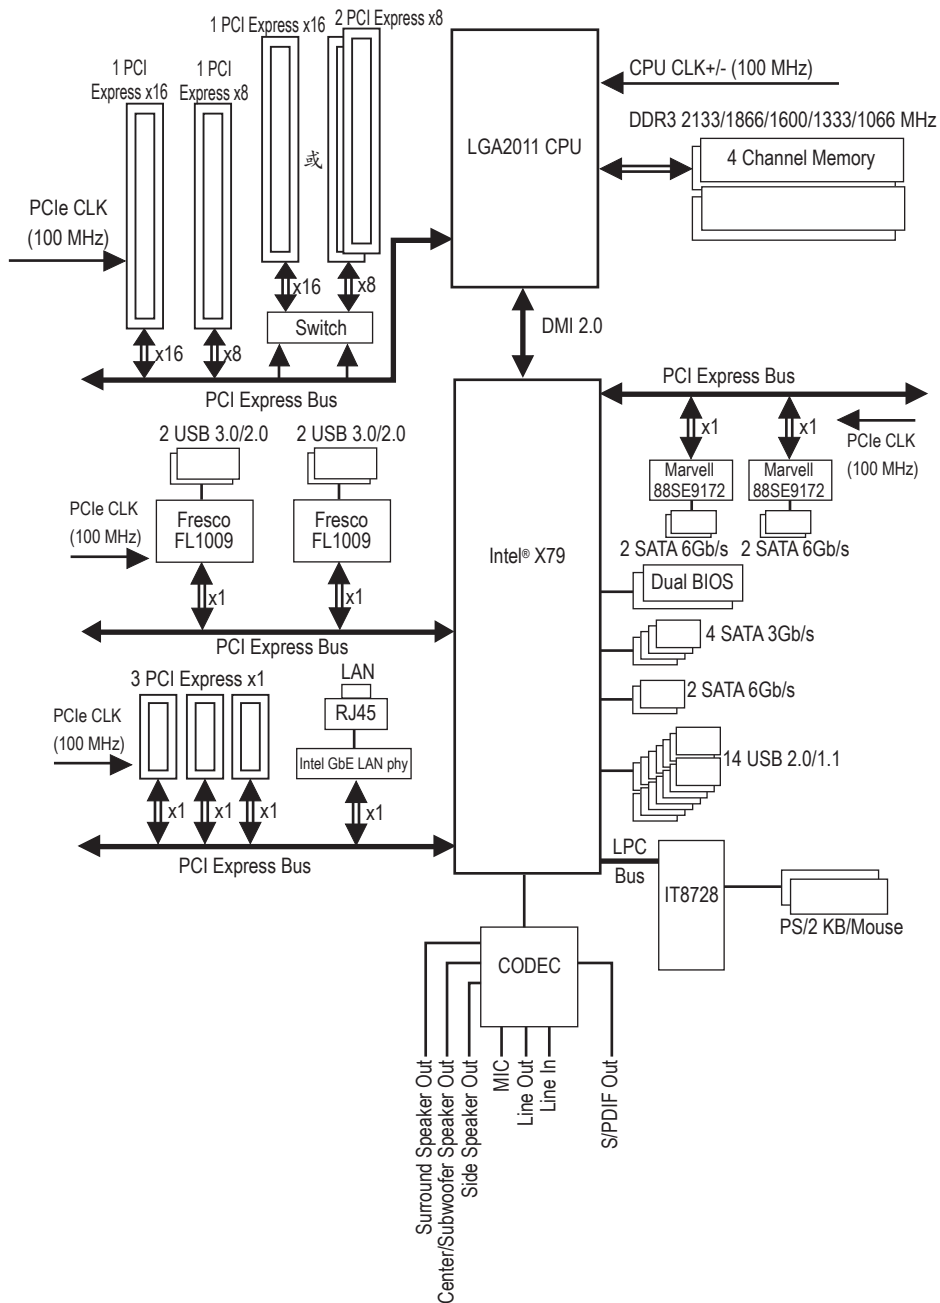 1 PCI Express x16
2 PCI Express x8
1 PCI
Express x16
1 PCI
Express x8
或
CPU CLK+/- (100 MHz)
DDR3 2133/1866/1600/1333/1066 MHz
LGA2011 CPU
4 Channel Memory
PCIe CLK
(100 MHz)
x16
x8
Switch
x16
x8
DMI 2.0
PCI Express Bus
PCI Express Bus
x1
x1
PCIe CLK
(100 MHz)
Marvell
88SE9172
Marvell
88SE9172
2 SATA 6Gb/s
2 SATA 6Gb/s
2 USB 3.0/2.0
2 USB 3.0/2.0
PCIe CLK
(100 MHz)
Fresco
FL1009
Fresco
FL1009
x1
x1
PCI Express Bus
Intel® X79
Dual BIOS
4 SATA 3Gb/s
2 SATA 6Gb/s
14 USB 2.0/1.1
3 PCI Express x1
LAN
RJ45
PCIe CLK
(100 MHz)
Intel GbE LAN phy
x1
x1
x1
x1
PCI Express Bus
LPC
Bus
IT8728
PS/2 KB/Mouse
CODEC
Surround Speaker Out
Center/Subwoofer Speaker Out
Side Speaker Out
MIC
Line Out
Line In
S/PDIF Out